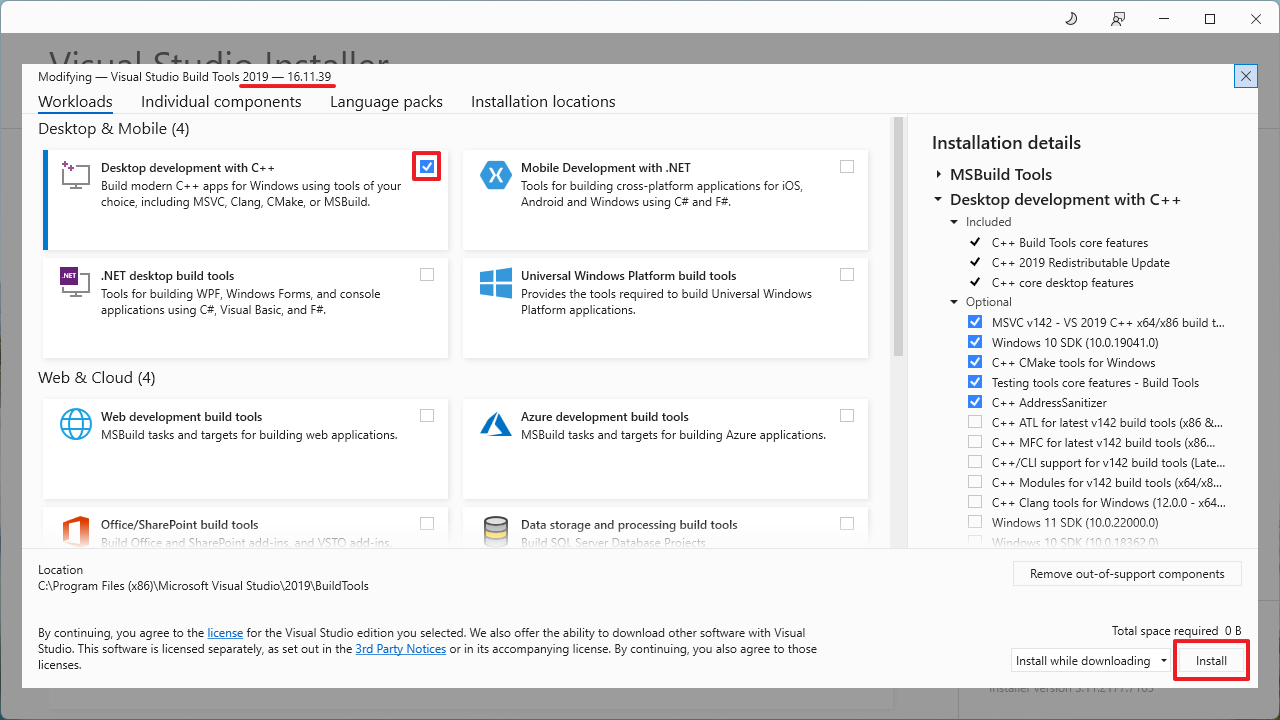 Visual Studio Installer
Modifying — Visual Studio Build Tools 2019 — 16.11.39
Workloads
Individual components
Language packs
Installation locations
Desktop & Mobile (4)
Desktop development with C++
Build modern C++ apps for Windows using tools of your
choice, including MSVC, Clang, CMake, or MSBuild.
Mobile Development with .NET
Tools for building cross-platform applications for iOS,
Android and Windows using C# and F#.
.NET
.NET desktop build tools
Tools for building WPF, Windows Forms, and console
applications using C#, Visual Basic, and F#.
Universal Windows Platform build tools
Provides the tools required to build Universal Windows
Platform applications.
Web & Cloud (4)
Web development build tools
MSBuild tasks and targets for building web applications.
Azure development build tools
MSBuild tasks and targets for building Azure applications.
Office/SharePoint build tools
Build Office and SharePoint add-ins, and VSTO add-ins.
Data storage and processing build tools
Build SQL Server Database Projects
Installation details
MSBuild Tools
Desktop development with C++
Included
C++ Build Tools core features
C++ 2019 Redistributable Update
C++ core desktop features
Optional
MSVC v142 - VS 2019 C++ x64/x86 build t...
Windows 10 SDK (10.0.19041.0)
C++ CMake tools for Windows
Testing tools core features - Build Tools
C++ AddressSanitizer
C++ ATL for latest v142 build tools (x86 &...
C++ MFC for latest v142 build tools (x86...
C++/CLI support for v142 build tools (Late...
C++ Modules for v142 build tools (x64/x8...
C++ Clang tools for Windows (12.0.0 - x64...
Windows 11 SDK (10.0.22000.0)
Windows 10 SDK (10.0.18362.0)
Location
C:\Program Files (x86)\Microsoft Visual Studio\2019\BuildTools
Remove out-of-support components
By continuing, you agree to the license for the Visual Studio edition you selected. We also offer the ability to download other software with Visual
Studio. This software is licensed separately, as set out in the 3rd Party Notices or in its accompanying license. By continuing, you also agree to those
licenses.
Total space required 0 B
Install while downloading
Install